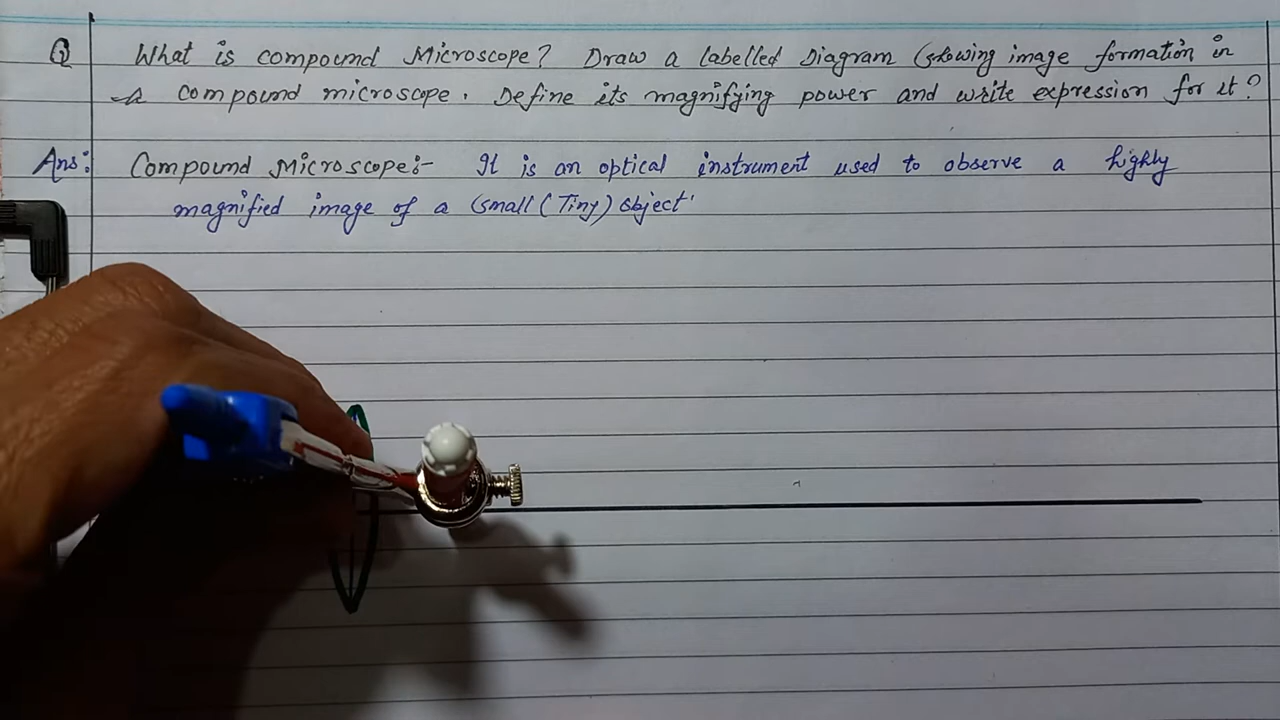 Q What is compound Microscope? Draw a labelled Diagram showing image formation in
a compound microscope. Define its magnifying power and write expression for it?
Ans: Compound Microscope:- It is an optical instrument used to observe a highly
magnified image of a small (Tiny) object.